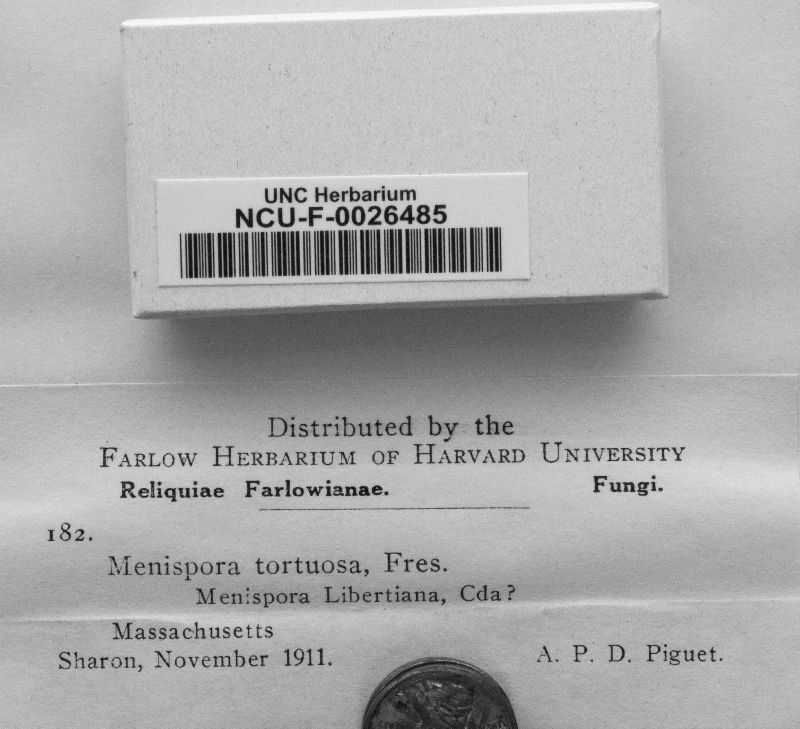 UNC Herbarium
NCU-F-0026485
Distributed by the
FARLOW HERBARIUM OF HARVARD UNIVERSITY
Reliquiae Farlowianae. Fungi.
182.
Menispora tortuosa, Fres.
Menispora Libertiana, Cda?
Massachusetts
Sharon, November 1911. A. P. D. Piguet.